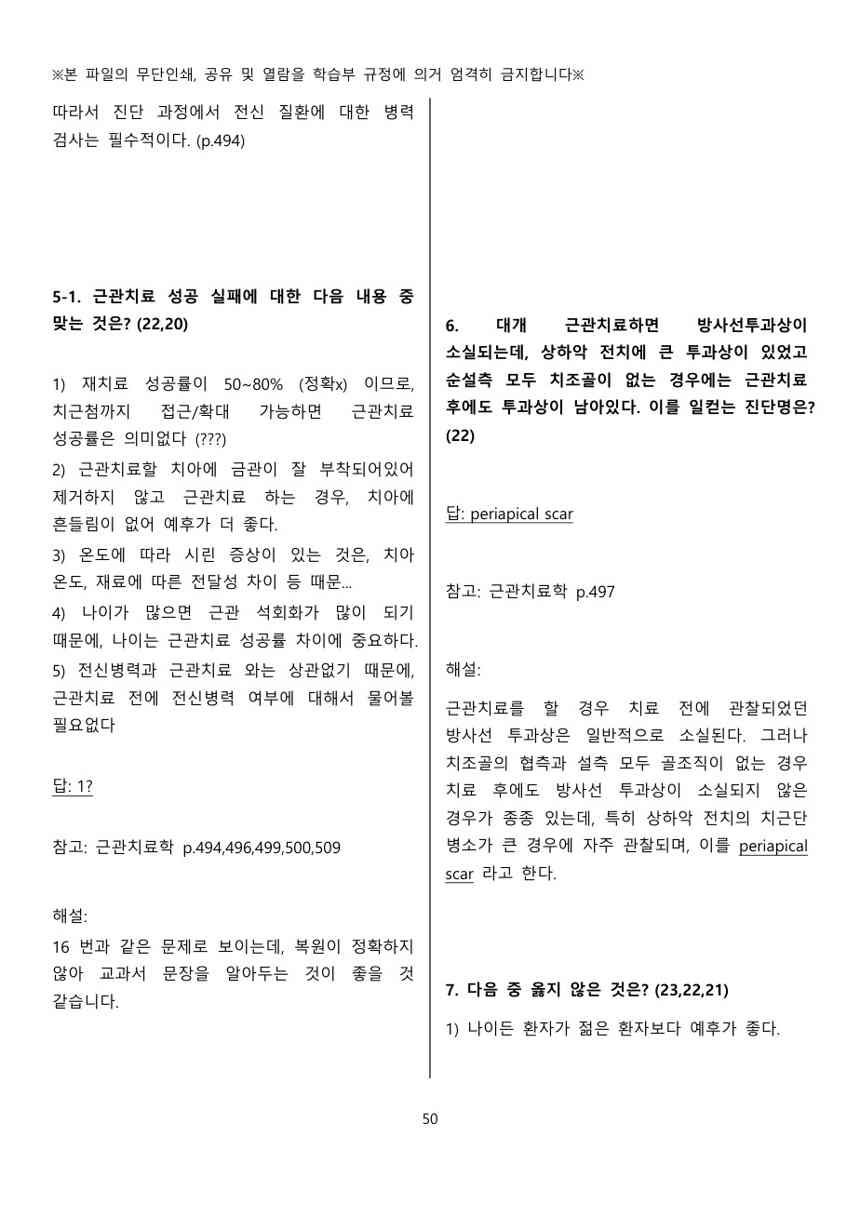 ※본 파일의 무단인쇄, 공유 및 열람을 학습부 규정에 의거 엄격히 금지합니다※
따라서 진단 과정에서 전신 질환에 대한 병력
검사는 필수적이다. (p.494)
5-1. 근관치료 성공 실패에 대한 다음 내용 중
맞는 것은? (22,20)
1) 재치료 성공률이 50~80% (정확x) 이므로,
치근첨까지 접근/확대 가능하면 근관치료
성공률은 의미없다 (???)
2) 근관치료할 치아에 금관이 잘 부착되어있어
제거하지 않고 근관치료 하는 경우, 치아에
흔들림이 없어 예후가 더 좋다.
3) 온도에 따라 시린 증상이 있는 것은, 치아
온도, 재료에 따른 전달성 차이 등 때문...
4) 나이가 많으면 근관 석회화가 많이 되기
때문에, 나이는 근관치료 성공률 차이에 중요하다.
5) 전신병력과 근관치료 와는 상관없기 때문에,
근관치료 전에 전신병력 여부에 대해서 물어볼
필요없다
답: 1?
참고: 근관치료학 p.494,496,499,500,509
해설:
16 번과 같은 문제로 보이는데, 복원이 정확하지
않아 교과서 문장을 알아두는 것이 좋을 것
같습니다.
6. 대개 근관치료하면 방사선투과상이
소실되는데, 상하악 전치에 큰 투과상이 있었고
순설측 모두 치조골이 없는 경우에는 근관치료
후에도 투과상이 남아있다. 이를 일컫는 진단명은?
(22)
답: periapical scar
참고: 근관치료학 p.497
해설:
근관치료를 할 경우 치료 전에 관찰되었던
방사선 투과상은 일반적으로 소실된다. 그러나
치조골의 협측과 설측 모두 골조직이 없는 경우
치료 후에도 방사선 투과상이 소실되지 않은
경우가 종종 있는데, 특히 상하악 전치의 치근단
병소가 큰 경우에 자주 관찰되며, 이를 periapical
scar 라고 한다.
7. 다음 중 옳지 않은 것은? (23,22,21)
1) 나이든 환자가 젊은 환자보다 예후가 좋다.
50